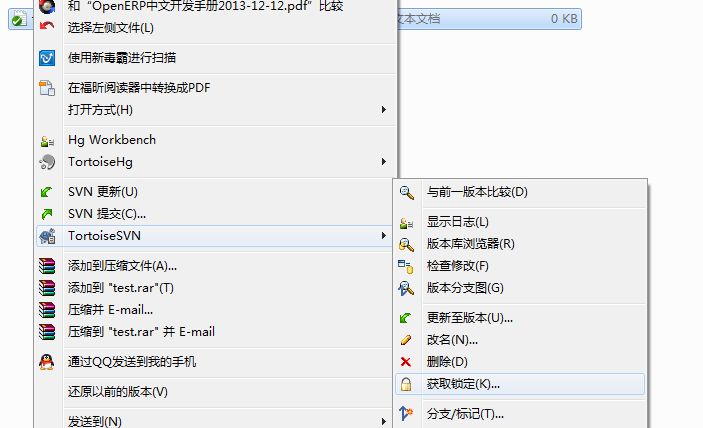 和“OpenERP中文开发手册2013-12-12.pdf”比较
文本文档 0 KB
选择左侧文件(L)
使用新毒霸进行扫描
在福昕阅读器中转换成PDF
打开方式(H)
Hg Workbench
TortoiseHg
SVN 更新(U)
SVN 提交(C)...
TortoiseSVN
添加到压缩文件(A)...
添加到 "test.rar"(T)
压缩并 E-mail...
压缩到 "test.rar" 并 E-mail
通过QQ发送到我的手机
还原以前的版本(V)
发送到(N)
与前一版本比较(D)
显示日志(L)
版本库浏览器(R)
检查修改(F)
版本分支图(G)
更新至版本(U)...
改名(N)...
删除(D)
获取锁定(K)...
分支/标记(T)...